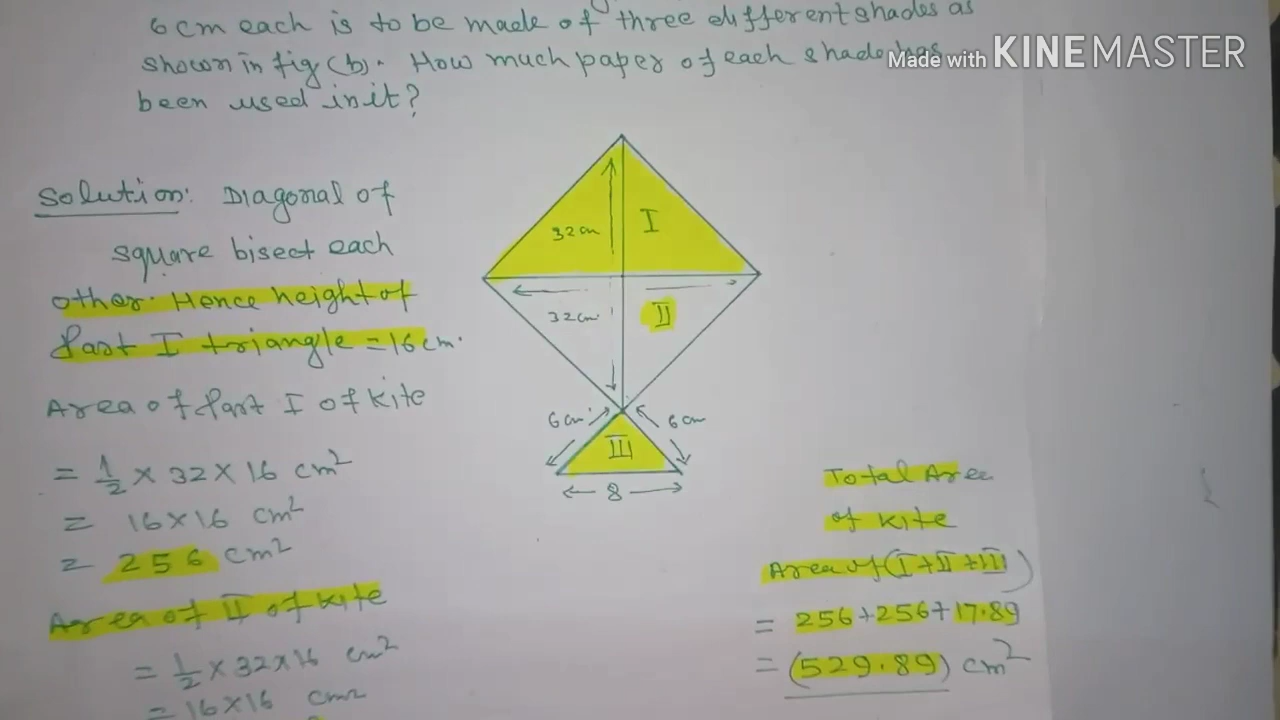 6cm each is to be made of three different shades as
shown in fig (b). How much paper of each shade has
been used in it?
Made with KINEMASTER
Solution: Diagonal of
square bisect each
other. Hence height of
Part I triangle = 16cm.
Area of Part I of Kite
= 1/2 × 32 × 16 cm²
= 16×16 cm²
= 256 cm²
Area of II of Kite
= 1/2 × 32×16 cm²
= 16×16 cm²
32cm
I
32cm
II
6cm
6cm
III
8
Total Area
of Kite
Area of (I+II+III)
= 256+256+17.89
= (529.89) cm²